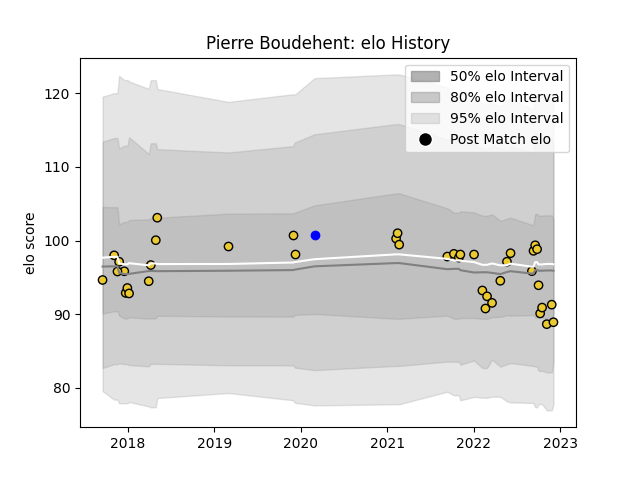 Pierre Boudehent: elo History
50% elo Interval
80% elo Interval
95% elo Interval
Post Match elo
elo score
120
110
100
90
80
2018
2019
2020
2021
2022
2023